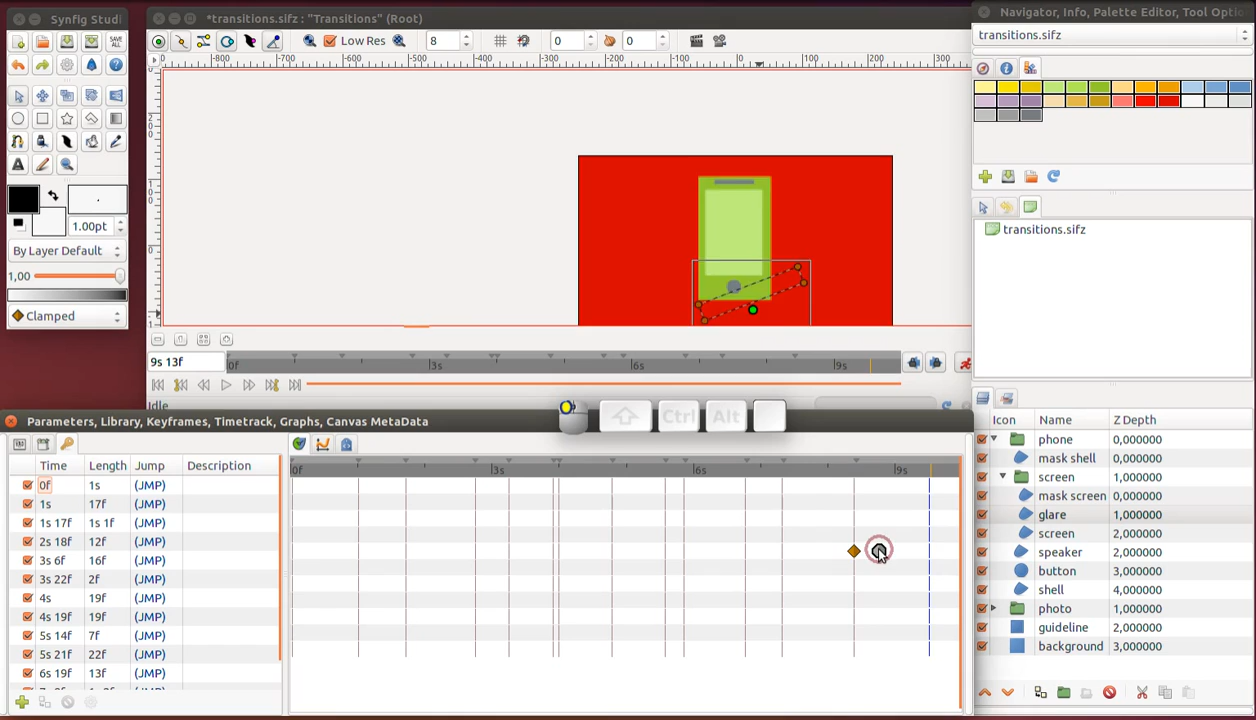 Synfig Studi
*transitions.sifz : "Transitions" (Root)
Navigator, Info, Palette Editor, Tool Optio
transitions.sifz
SAVE ALL
Low Res
8
0
0
-800
-700
-600
-500
-400
-300
-200
-100
0
100
200
300
1.00pt
By Layer Default
1,00
Clamped
transitions.sifz
9s 13f
0f
3s
6s
9s
Idle
Parameters, Library, Keyframes, Timetrack, Graphs, Canvas MetaData
Ctrl
Alt
Time Length Jump Description
0f 1s (JMP)
1s 17f (JMP)
1s 17f 1s 1f (JMP)
2s 18f 12f (JMP)
3s 6f 16f (JMP)
3s 22f 2f (JMP)
4s 19f (JMP)
4s 19f 19f (JMP)
5s 14f 7f (JMP)
5s 21f 22f (JMP)
6s 19f 13f (JMP)
0f
3s
6s
9s
Icon Name Z Depth
phone 0,000000
mask shell 0,000000
screen 1,000000
mask screen 0,000000
glare 1,000000
screen 2,000000
speaker 2,000000
button 3,000000
shell 4,000000
photo 1,000000
guideline 2,000000
background 3,000000